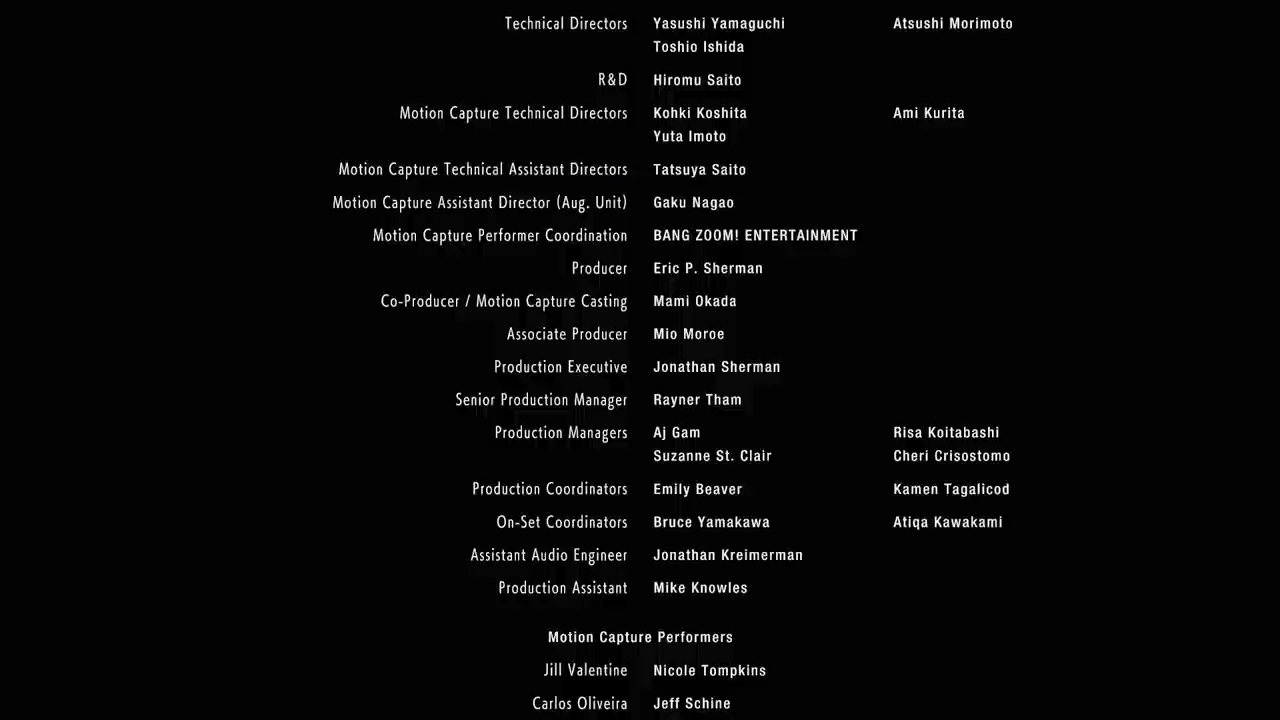 Technical Directors Yasushi Yamaguchi Atsushi Morimoto
Toshio Ishida
R&D Hiromu Saito
Motion Capture Technical Directors Kohki Koshita Ami Kurita
Yuta Imoto
Motion Capture Technical Assistant Directors Tatsuya Saito
Motion Capture Assistant Director (Aug. Unit) Gaku Nagao
Motion Capture Performer Coordination BANG ZOOM! ENTERTAINMENT
Producer Eric P. Sherman
Co-Producer / Motion Capture Casting Mami Okada
Associate Producer Mio Moroe
Production Executive Jonathan Sherman
Senior Production Manager Rayner Tham
Production Managers Aj Gam Risa Koitabashi
Suzanne St. Clair Cheri Crisostomo
Production Coordinators Emily Beaver Kamen Tagalicod
On-Set Coordinators Bruce Yamakawa Atiqa Kawakami
Assistant Audio Engineer Jonathan Kreimerman
Production Assistant Mike Knowles
Motion Capture Performers
Jill Valentine Nicole Tompkins
Carlos Oliveira Jeff Schine